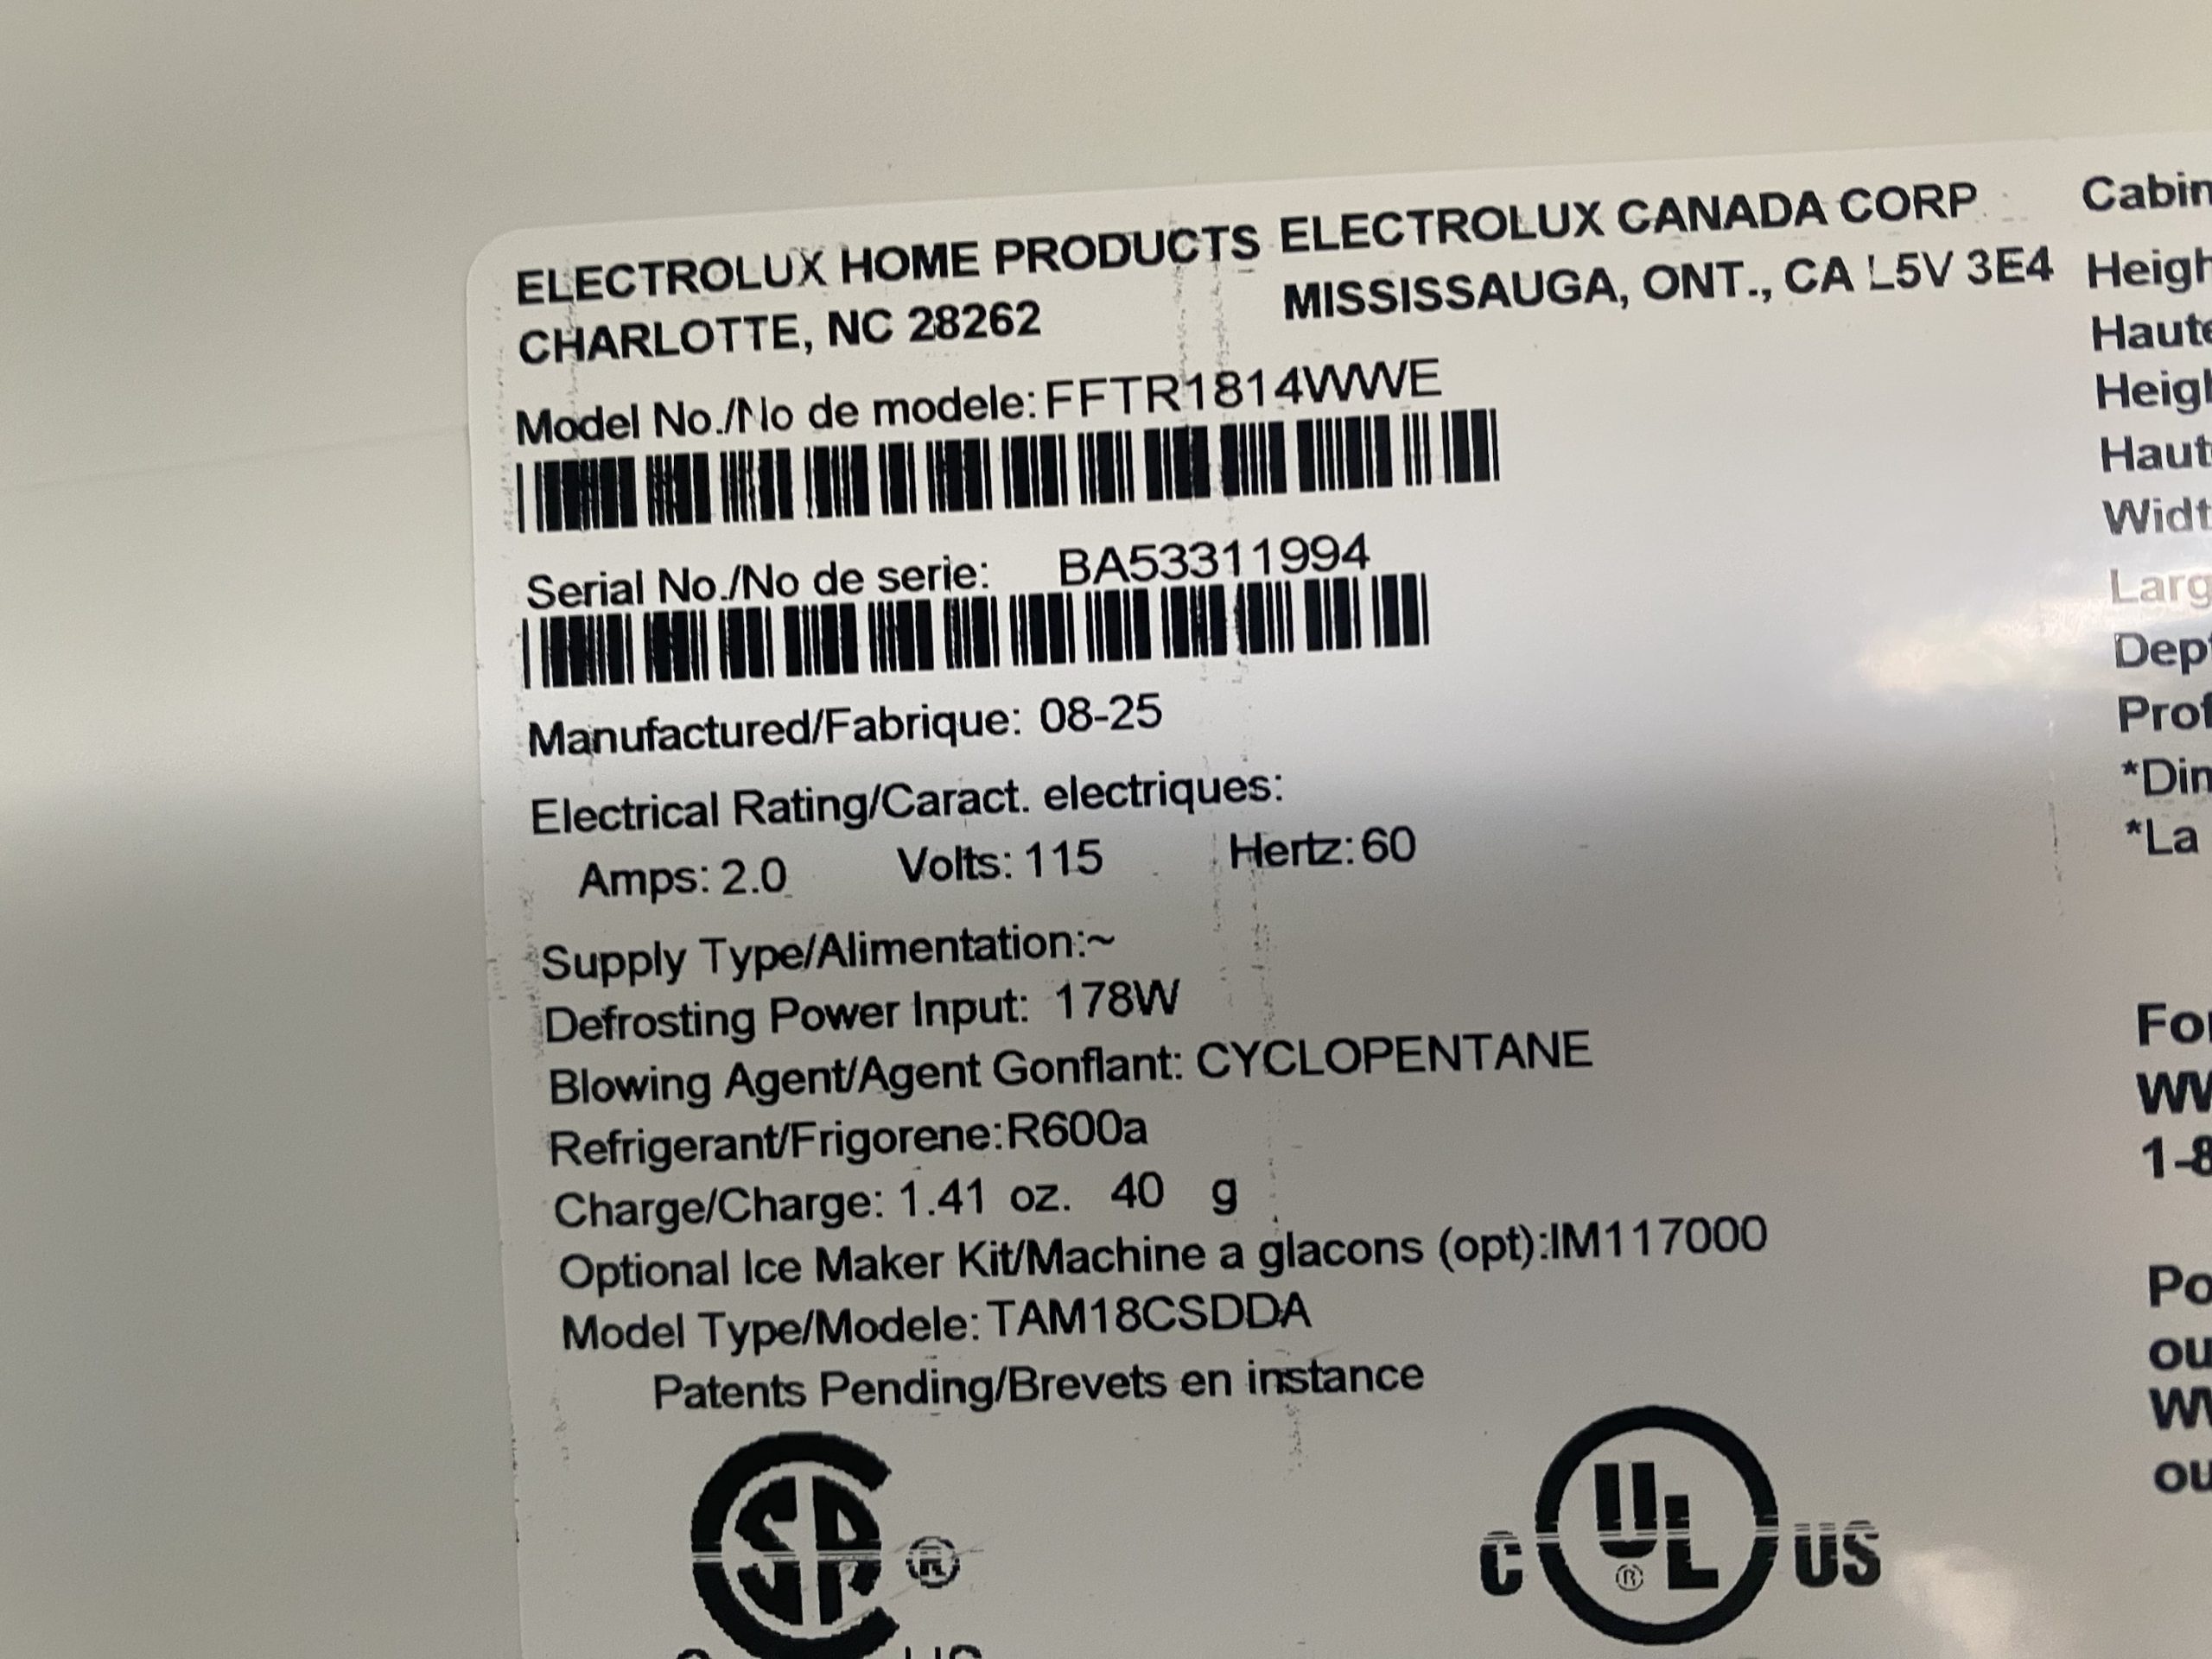 ELECTROLUX HOME PRODUCTS
CHARLOTTE, NC 28262
ELECTROLUX CANADA CORP
MISSISSAUGA, ONT., CA L5V 3E4
Model No./No de modele: FFTR1814WWE
Serial No./No de serie: BA53311994
Manufactured/Fabrique: 08-25
Electrical Rating/Caract. electriques:
Amps: 2.0 Volts: 115 Hertz: 60
Supply Type/Alimentation:~
Defrosting Power Input: 178W
Blowing Agent/Agent Gonflant: CYCLOPENTANE
Refrigerant/Frigorene: R600a
Charge/Charge: 1.41 oz. 40 g
Optional Ice Maker Kit/Machine a glacons (opt):IM117000
Model Type/Modele: TAM18CSDDA
Patents Pending/Brevets en instance
SA ®
C UL ® US
*La